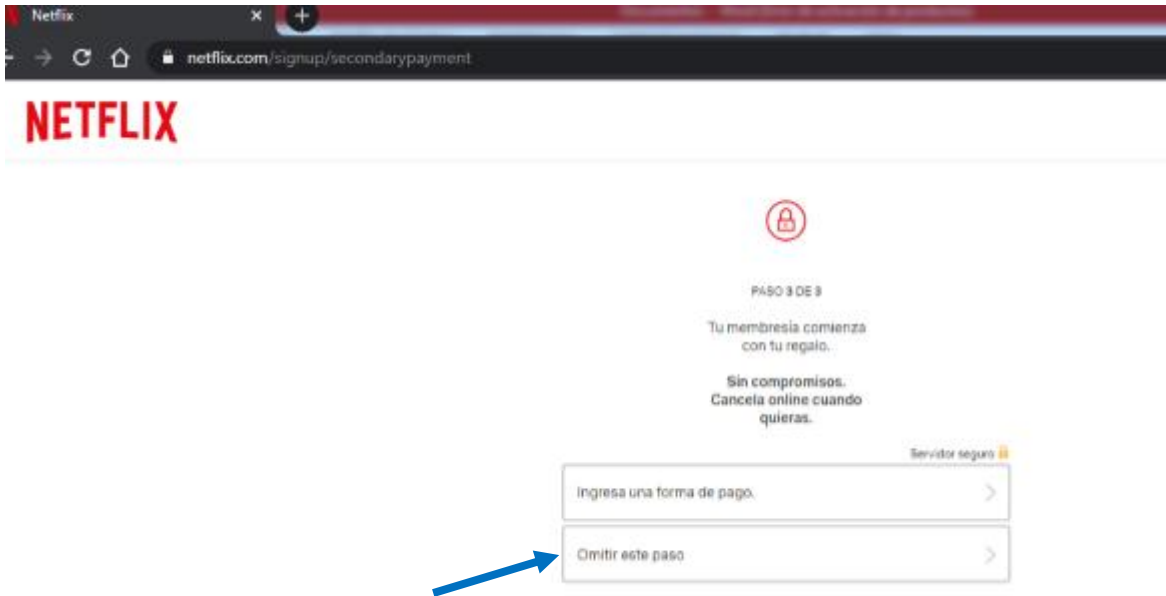 Netflix
netflix.com/signup/secondarypayment
NETFLIX
PASO 3 DE 3
Tu membresía comienza
con tu regalo.
Sin compromisos.
Cancela online cuando
quieras.
Servidor seguro
Ingresa una forma de pago.
Omitir este paso